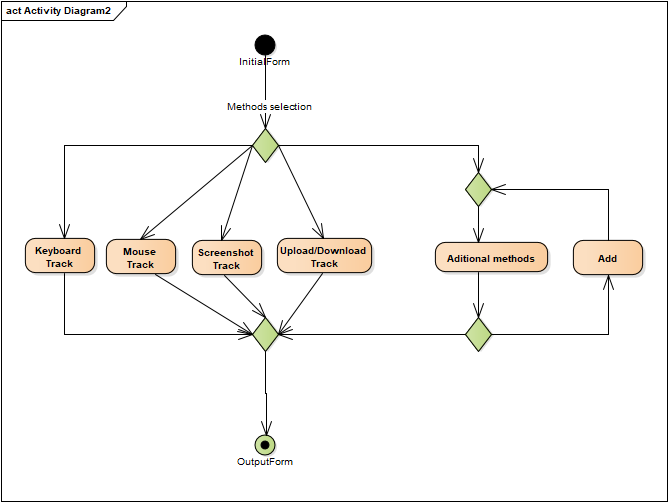 act Activity Diagram2
InitialForm
Methods selection
Keyboard
Track
Mouse
Track
Screenshot
Track
Upload/Download
Track
Aditional methods
Add
OutputForm